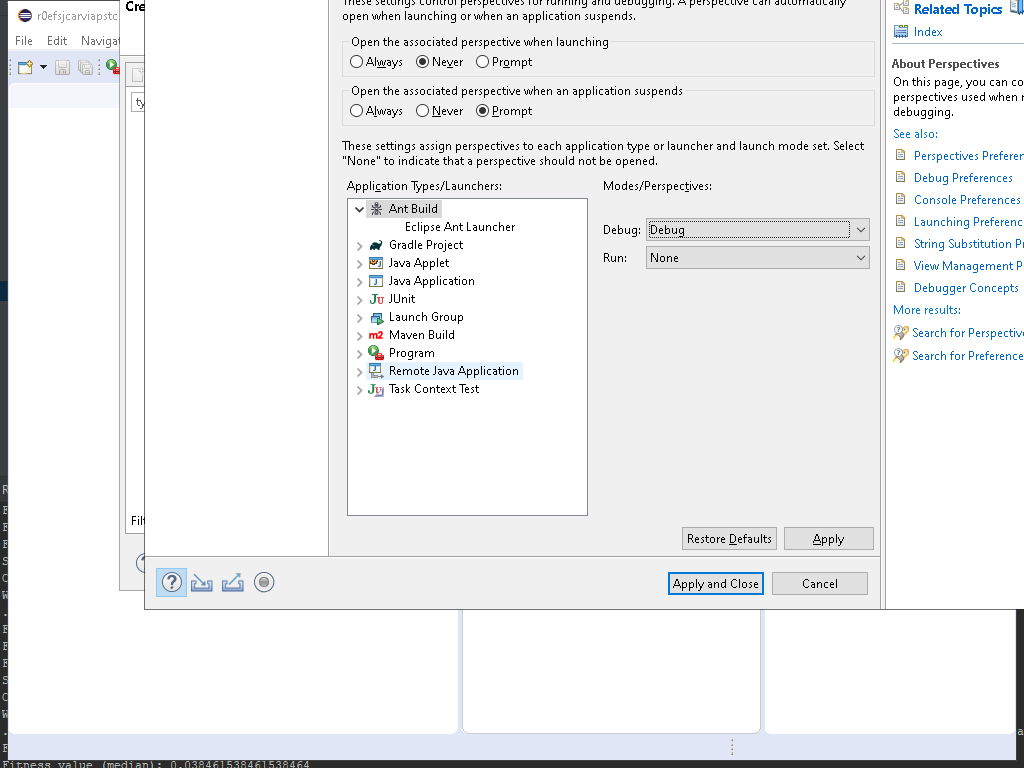 r0efsjcarviapstc
File Edit Navigat
Cre
These settings control perspectives for running and debugging. A perspective can automatically
open when launching or when an application suspends.
Open the associated perspective when launching
Always Never Prompt
Open the associated perspective when an application suspends
Always Never Prompt
These settings assign perspectives to each application type or launcher and launch mode set. Select
"None" to indicate that a perspective should not be opened.
Application Types/Launchers:
Ant Build
Eclipse Ant Launcher
Gradle Project
Java Applet
Java Application
JUnit
Launch Group
Maven Build
Program
Remote Java Application
Task Context Test
Modes/Perspectives:
Debug: Debug
Run: None
Restore Defaults Apply
Apply and Close Cancel
Related Topics
Index
About Perspectives
On this page, you can co
perspectives used when r
debugging.
See also:
Perspectives Preferen
Debug Preferences
Console Preferences
Launching Preferenc
String Substitution Pr
View Management P
Debugger Concepts
More results:
Search for Perspective
Search for Preference
ty
Filt
Fitness value (median): 0.038461538461538464